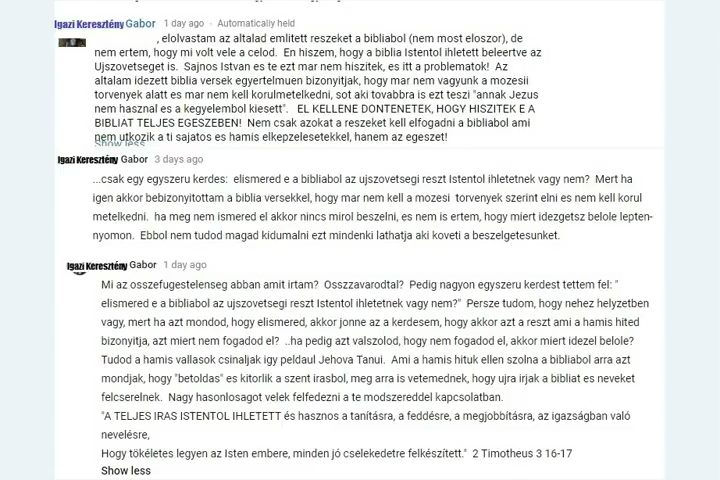 Igazi Keresztény Gabor 1 day ago · Automatically held
, elolvastam az altalad emlitett reszeket a bibliabol (nem most eloszor), de
nem ertem, hogy mi volt vele a celod. En hiszem, hogy a biblia Istentol ihletett beleertve az
Ujszovetseget is. Sajnos Istvan es te ezt mar nem hiszitek, es itt a problematok! Az
altalam idezett biblia versek egyertelmuen bizonyitjak, hogy mar nem vagyunk a mozesii
torvenyek alatt es mar nem kell korulmetelkedni, sot aki tovabbra is ezt teszi "annak Jezus
nem hasznal es a kegyelembol kiesett". EL KELLENE DONTENETEK, HOGY HISZITEK E A
BIBLIAT TELJES EGESZEBEN! Nem csak azokat a reszeket kell elfogadni a bibliabol ami
nem utkozik a ti sajatos es hamis elkepzelesetekkel, hanem az egeszet!
Show less
Igazi Keresztény Gabor 3 days ago
...csak egy egyszeru kerdes: elismered e a bibliabol az ujszovetsegi reszt Istentol ihletetnek vagy nem? Mert ha
igen akkor bebizonyitottam a biblia versekkel, hogy mar nem kell a mozesi torvenyek szerint elni es nem kell korul
metelkedni. ha meg nem ismered el akkor nincs mirol beszelni, es nem is ertem, hogy miert idezgetsz belole lepten-
nyomon. Ebbol nem tudod magad kidumalni ezt mindenki lathatja aki koveti a beszelgetesunket.
Igazi Keresztény Gabor 1 day ago
Mi az osszefugestelenseg abban amit irtam? Osszzavarodtal? Pedig nagyon egyszeru kerdest tettem fel: "
elismered e a bibliabol az ujszovetsegi reszt Istentol ihletetnek vagy nem?" Persze tudom, hogy nehez helyzetben
vagy, mert ha azt mondod, hogy elismered, akkor jonne az a kerdesem, hogy akkor azt a reszt ami a hamis hited
bizonyitja, azt miert nem fogadod el? ..ha pedig azt valszolod, hogy nem fogadod el, akkor miert idezel belole?
Tudod a hamis vallasok csinaljak igy peldaul Jehova Tanui. Ami a hamis hituk ellen szolna a bibliabol arra azt
mondjak, hogy "betoldas" es kitorlik a szent irasbol, meg arra is vetemednek, hogy ujra irjak a bibliat es neveket
felcserelnek. Nagy hasonlosagot velek felfedezni a te modszereddel kapcsolatban.
"A TELJES IRAS ISTENTOL IHLETETT és hasznos a tanításra, a feddésre, a megjobbításra, az igazságban való
nevelésre,
Hogy tökéletes legyen az Isten embere, minden jó cselekedetre felkészített." 2 Timotheus 3 16-17
Show less